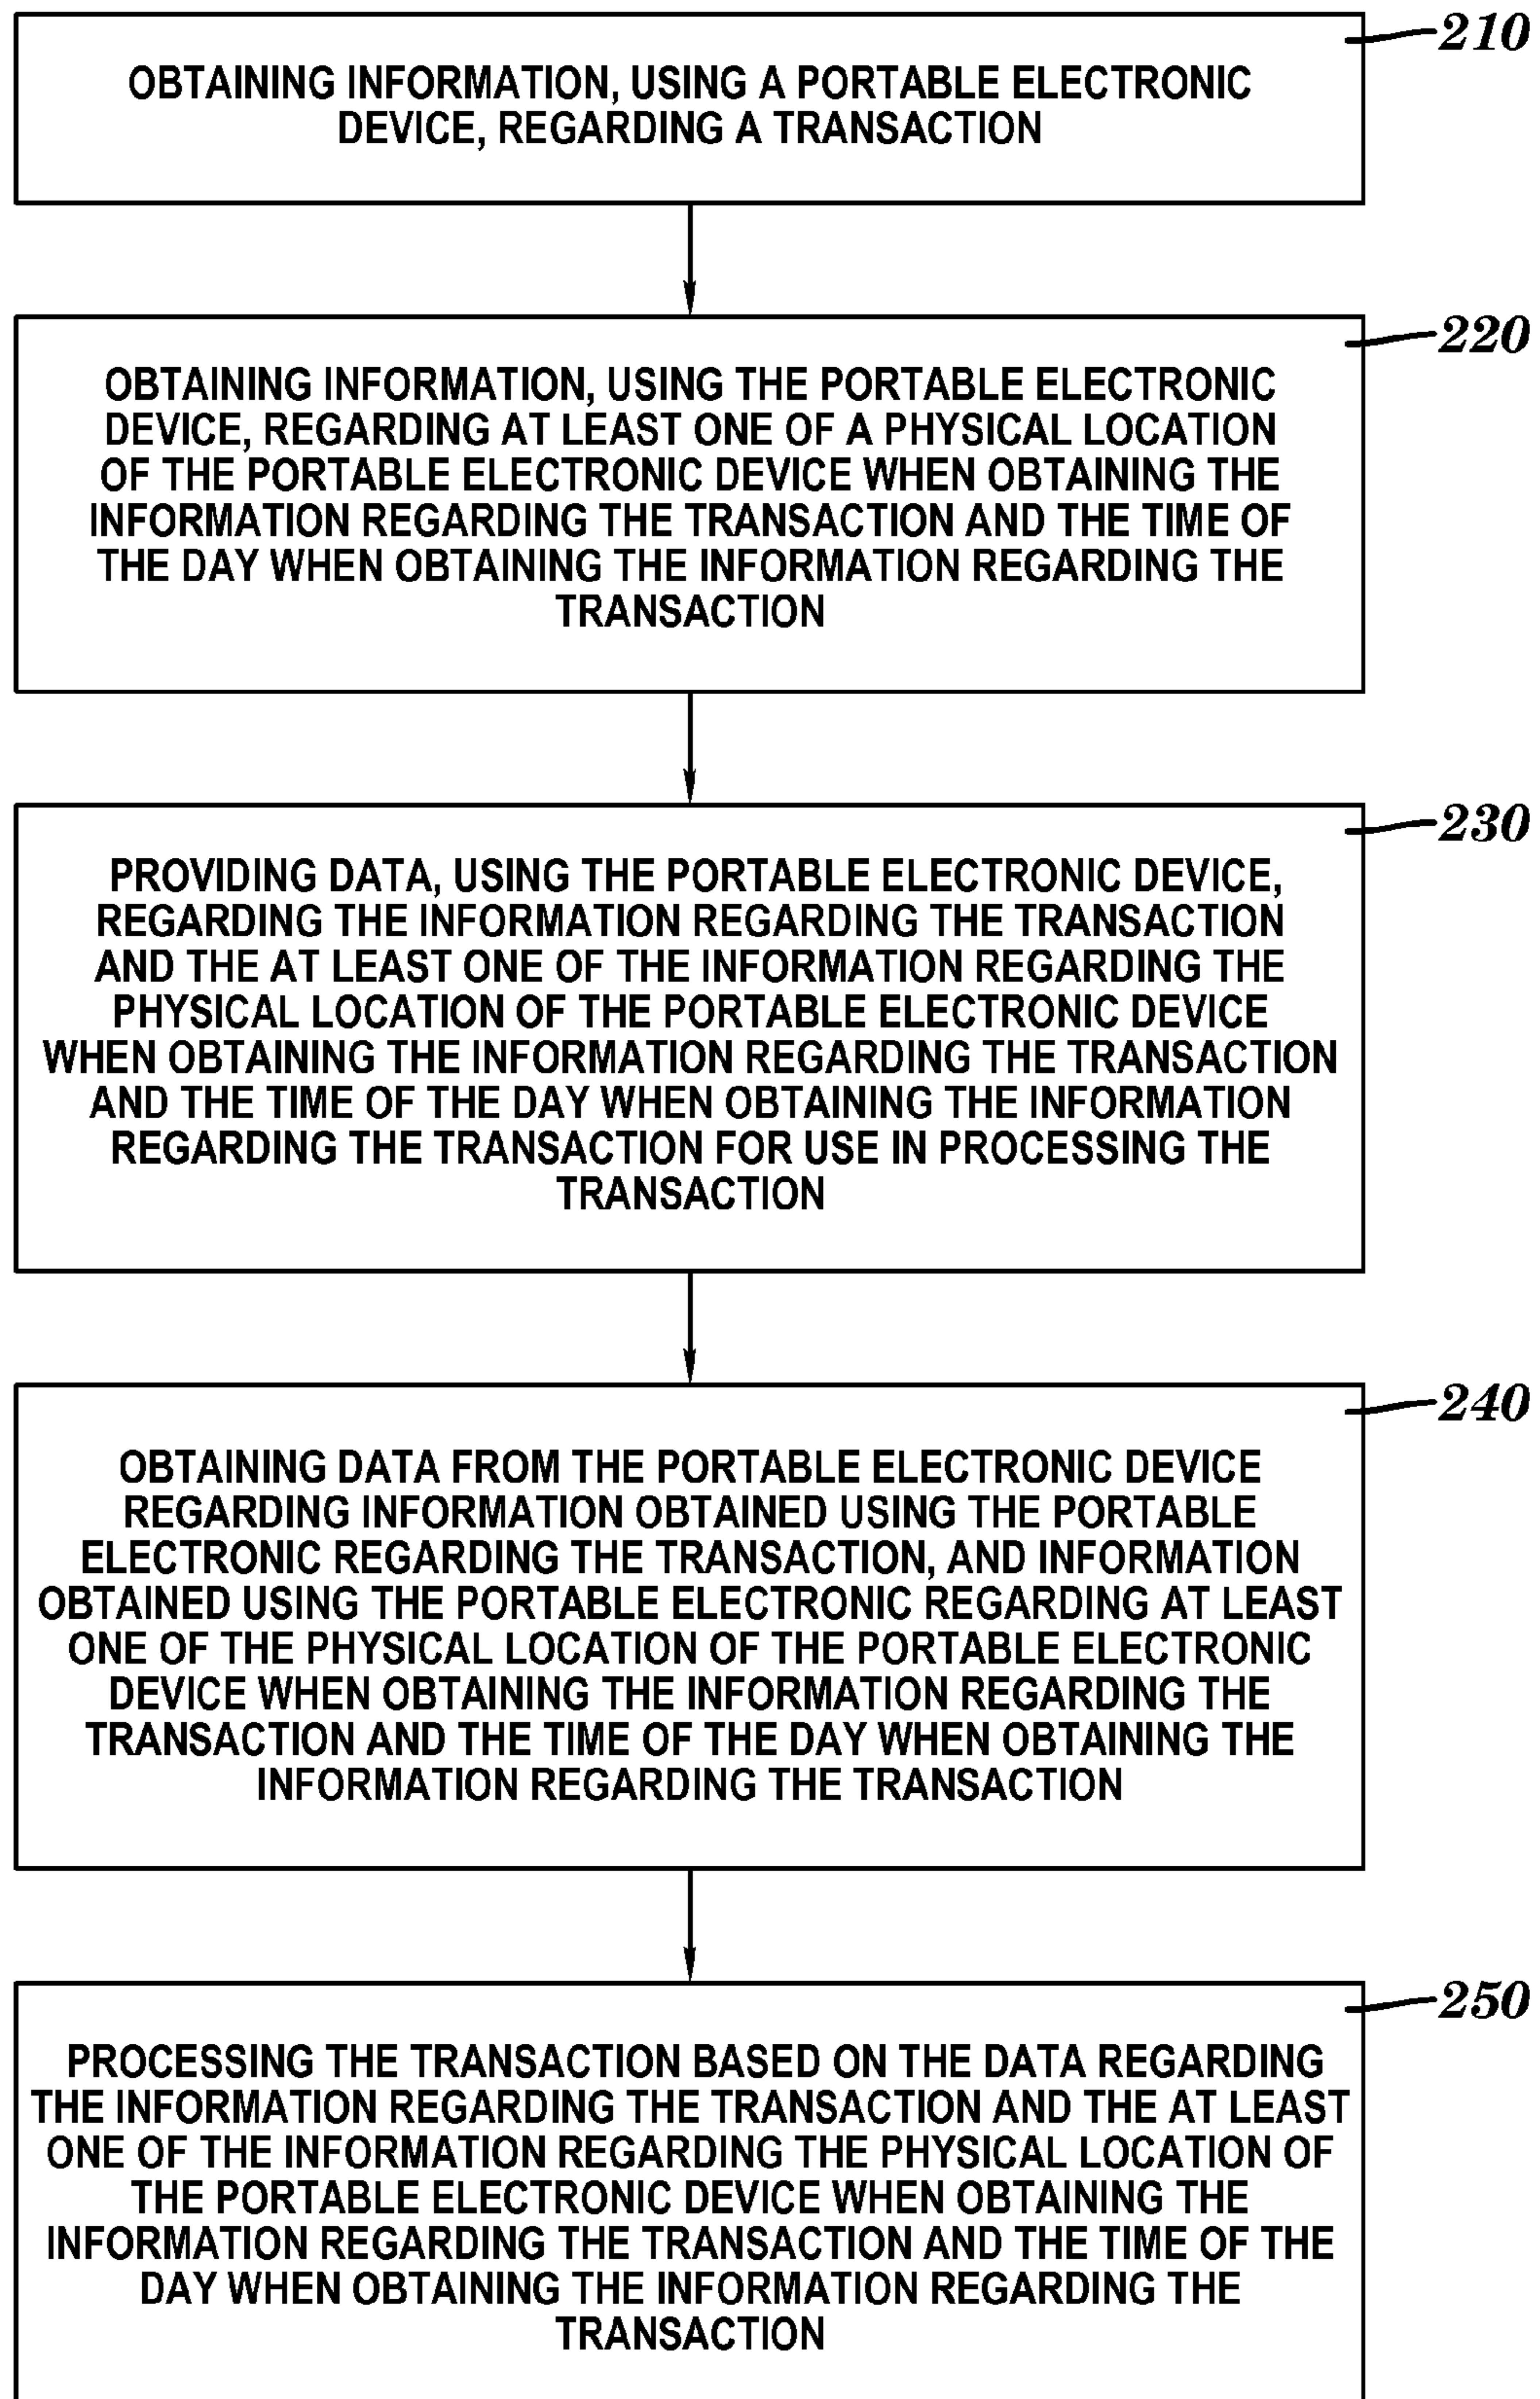 210
OBTAINING INFORMATION, USING A PORTABLE ELECTRONIC
DEVICE, REGARDING A TRANSACTION
220
OBTAINING INFORMATION, USING THE PORTABLE ELECTRONIC
DEVICE, REGARDING AT LEAST ONE OF A PHYSICAL LOCATION
OF THE PORTABLE ELECTRONIC DEVICE WHEN OBTAINING THE
INFORMATION REGARDING THE TRANSACTION AND THE TIME OF
THE DAY WHEN OBTAINING THE INFORMATION REGARDING THE
TRANSACTION
230
PROVIDING DATA, USING THE PORTABLE ELECTRONIC DEVICE,
REGARDING THE INFORMATION REGARDING THE TRANSACTION
AND THE AT LEAST ONE OF THE INFORMATION REGARDING THE
PHYSICAL LOCATION OF THE PORTABLE ELECTRONIC DEVICE
WHEN OBTAINING THE INFORMATION REGARDING THE TRANSACTION
AND THE TIME OF THE DAY WHEN OBTAINING THE INFORMATION
REGARDING THE TRANSACTION FOR USE IN PROCESSING THE
TRANSACTION
240
OBTAINING DATA FROM THE PORTABLE ELECTRONIC DEVICE
REGARDING INFORMATION OBTAINED USING THE PORTABLE
ELECTRONIC REGARDING THE TRANSACTION, AND INFORMATION
OBTAINED USING THE PORTABLE ELECTRONIC REGARDING AT LEAST
ONE OF THE PHYSICAL LOCATION OF THE PORTABLE ELECTRONIC
DEVICE WHEN OBTAINING THE INFORMATION REGARDING THE
TRANSACTION AND THE TIME OF THE DAY WHEN OBTAINING THE
INFORMATION REGARDING THE TRANSACTION
250
PROCESSING THE TRANSACTION BASED ON THE DATA REGARDING
THE INFORMATION REGARDING THE TRANSACTION AND THE AT LEAST
ONE OF THE INFORMATION REGARDING THE PHYSICAL LOCATION OF
THE PORTABLE ELECTRONIC DEVICE WHEN OBTAINING THE
INFORMATION REGARDING THE TRANSACTION AND THE TIME OF THE
DAY WHEN OBTAINING THE INFORMATION REGARDING THE
TRANSACTION